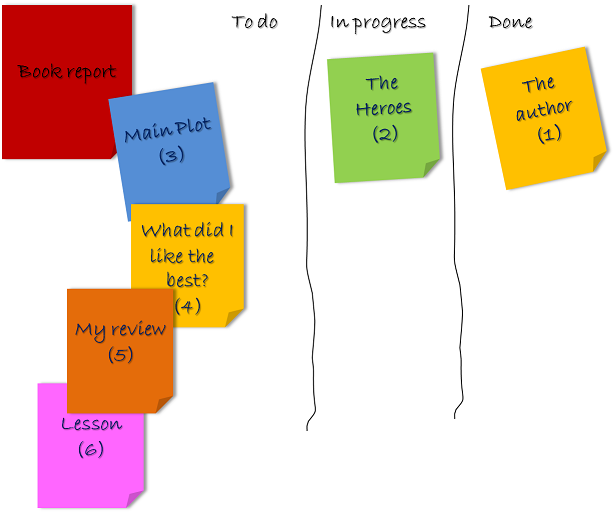 To do
In progress
Done
Book report
Main Plot
(3)
What did I
like the
best?
(4)
My review
(5)
Lesson
(6)
The
Heroes
(2)
The
author
(1)